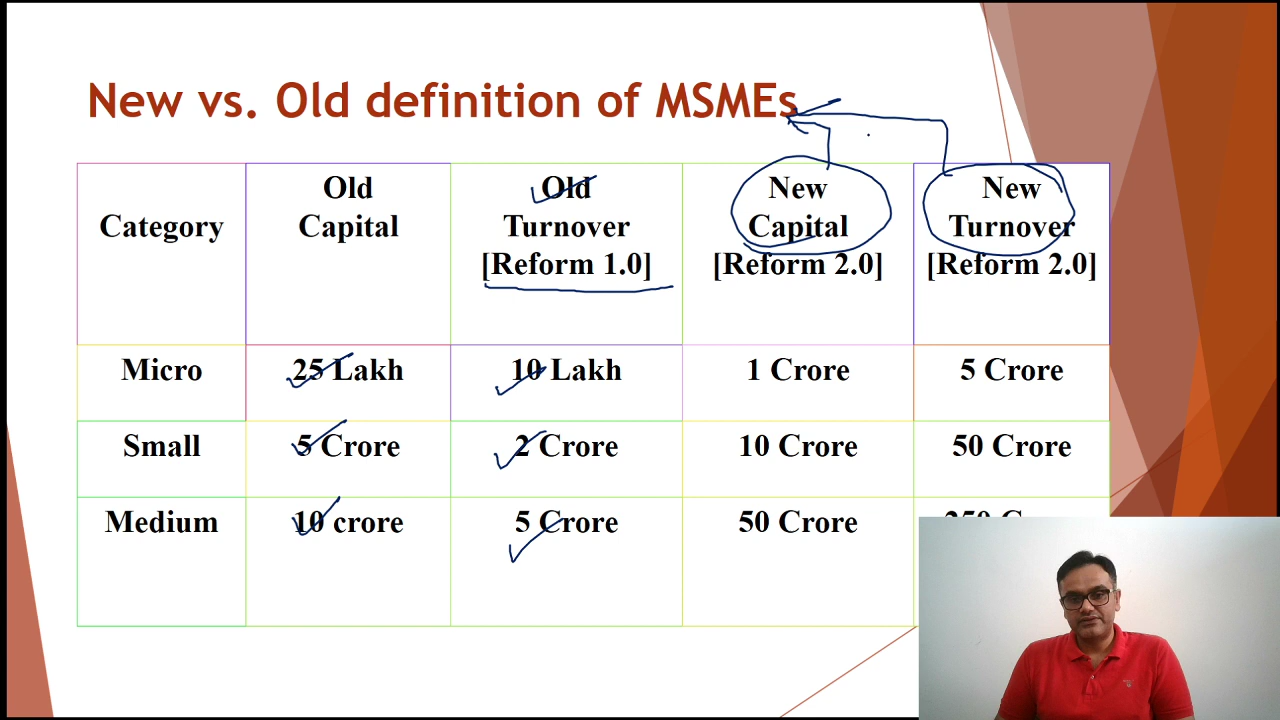 New vs. Old definition of MSMEs
Category
Old
Capital
Old
Turnover
[Reform 1.0]
New
Capital
[Reform 2.0]
New
Turnover
[Reform 2.0]
Micro
25 Lakh
10 Lakh
1 Crore
5 Crore
Small
5 Crore
2 Crore
10 Crore
50 Crore
Medium
10 crore
5 Crore
50 Crore